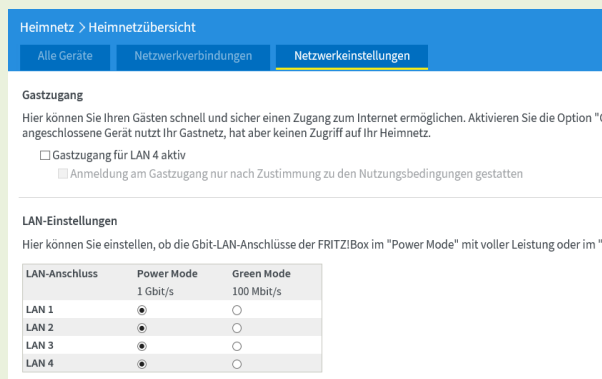 Heimnetz > Heimnetzübersicht
Alle Geräte Netzwerkverbindungen Netzwerkeinstellungen
Gastzugang
Hier können Sie Ihren Gästen schnell und sicher einen Zugang zum Internet ermöglichen. Aktivieren Sie die Option "
angeschlossene Gerät nutzt Ihr Gastnetz, hat aber keinen Zugriff auf Ihr Heimnetz.
Gastzugang für LAN 4 aktiv
Anmeldung am Gastzugang nur nach Zustimmung zu den Nutzungsbedingungen gestatten
LAN-Einstellungen
Hier können Sie einstellen, ob die Gbit-LAN-Anschlüsse der FRITZ!Box im "Power Mode" mit voller Leistung oder im "
LAN-Anschluss Power Mode Green Mode
1 Gbit/s 100 Mbit/s
LAN 1
LAN 2
LAN 3
LAN 4